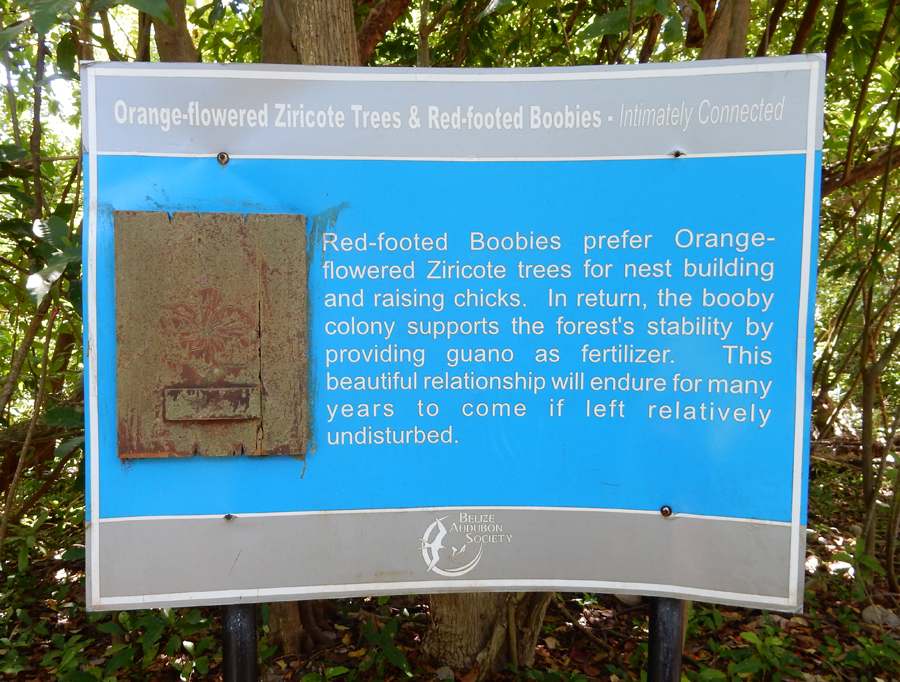 Orange-flowered Ziricote Trees & Red-footed Boobies - Intimately Connected
Red-footed Boobies prefer Orange-
flowered Ziricote trees for nest building
and raising chicks. In return, the booby
colony supports the forest's stability by
providing guano as fertilizer. This
beautiful relationship will endure for many
years to come if left relatively
undisturbed.
BELIZE
AUDUBON
SOCIETY